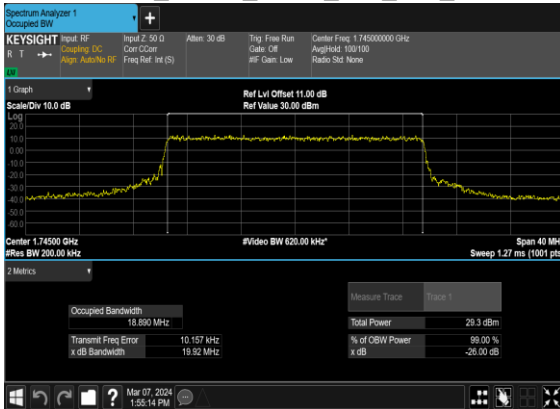 Spectrum Analyzer 1
Occupied BW
KEYSIGHT
R T
LV
Input: RF
Coupling: DC
Align: Auto/No RF
Input Z: 50 Ω
Corr CCorr
Freq Ref: Int (S)
Atten: 30 dB
Trig: Free Run
Gate: Off
#IF Gain: Low
Center Freq: 1.745000000 GHz
Avg|Hold: 100/100
Radio Std: None
1 Graph
Scale/Div 10.0 dB
Ref Lvl Offset 11.00 dB
Ref Value 30.00 dBm
Log
20.0
10.0
0.00
-10.0
-20.0
-30.0
-40.0
-50.0
-60.0
Center 1.74500 GHz
#Res BW 200.00 kHz
#Video BW 620.00 kHz*
Span 40 MH
Sweep 1.27 ms (1001 pts
2 Metrics
Measure Trace
Trace 1
Occupied Bandwidth
18.890 MHz
Total Power
29.3 dBm
Transmit Freq Error
10.157 kHz
% of OBW Power
99.00 %
x dB Bandwidth
19.92 MHz
x dB
-26.00 dB
?
Mar 07, 2024
1:55:14 PM